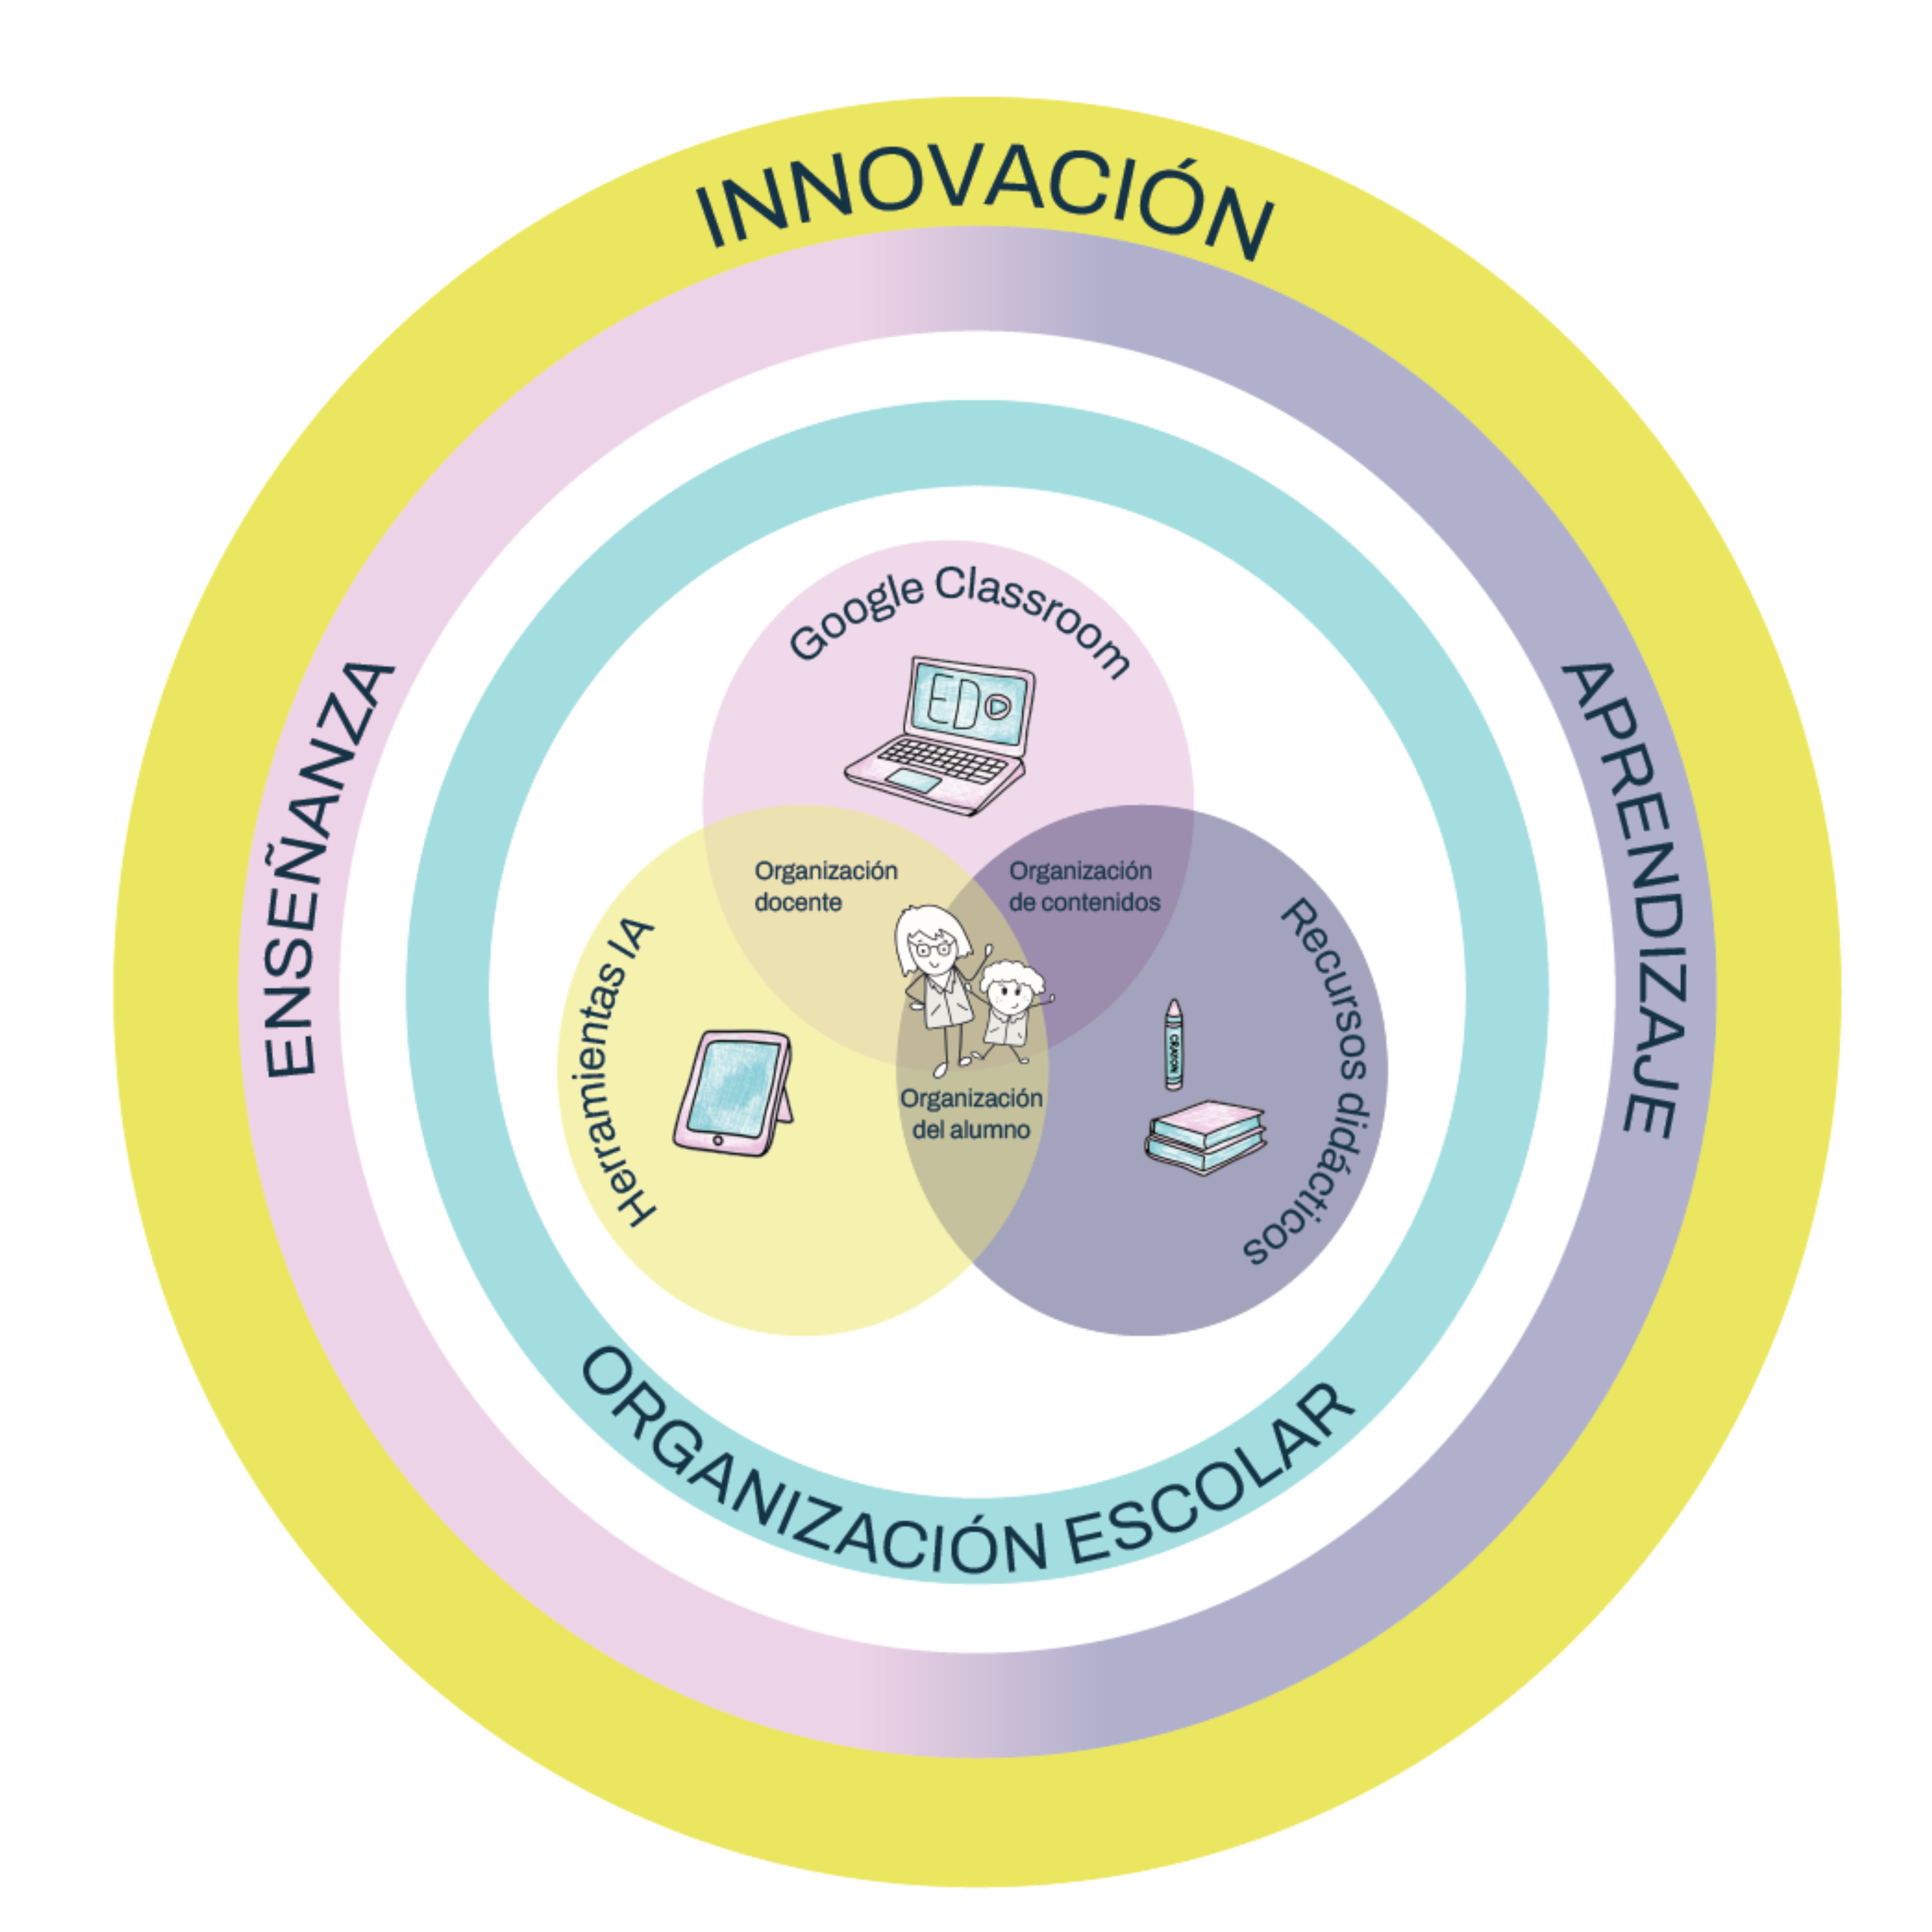 INNOVACIÓN
ENSEÑANZA
APRENDIZAJE
Google Classroom
EDO
Organización
docente
Organización
de contenidos
Herramientas IA
Recursos didácticos
CRAYON
Organización
del alumno
ORGANIZACIÓN ESCOLAR